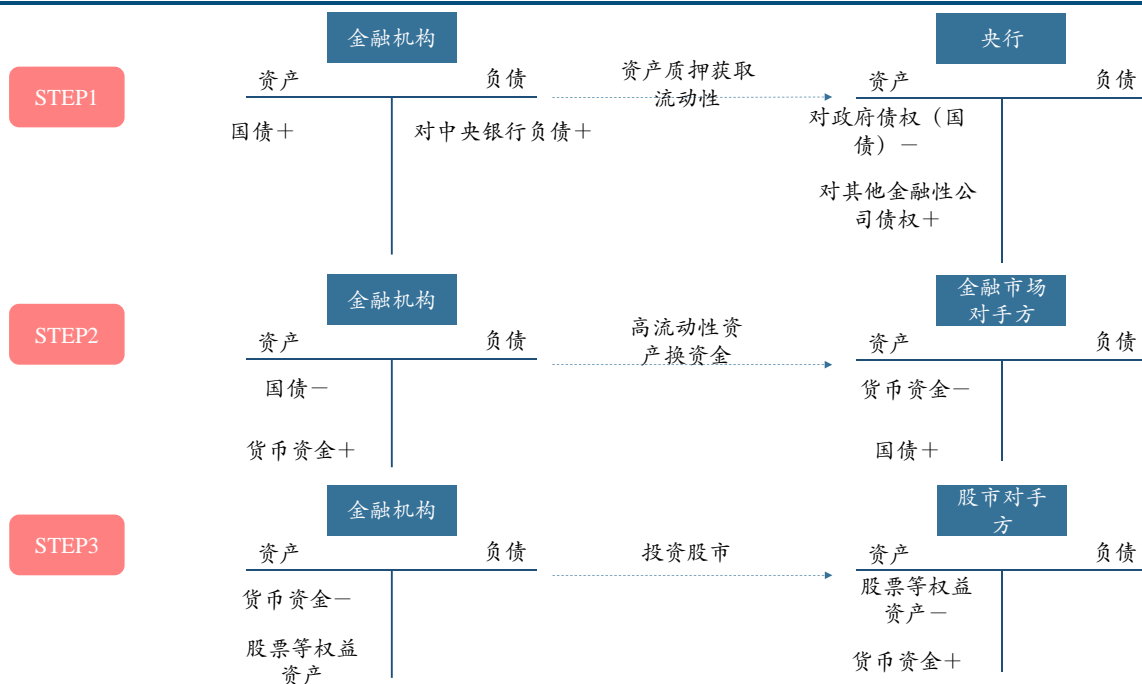 金融机构
央行
STEP1
资产
负债
资产质押获取
流动性
资产
负债
国债＋
对中央银行负债＋
对政府债权（国
债）－
对其他金融性公
司债权＋
金融机构
金融市场
对手方
STEP2
资产
负债
高流动性资
产换资金
资产
负债
国债－
货币资金＋
货币资金－
国债＋
金融机构
股市对手
方
STEP3
资产
负债
投资股市
资产
负债
货币资金－
股票等权益
资产
股票等权益
资产－
货币资金＋